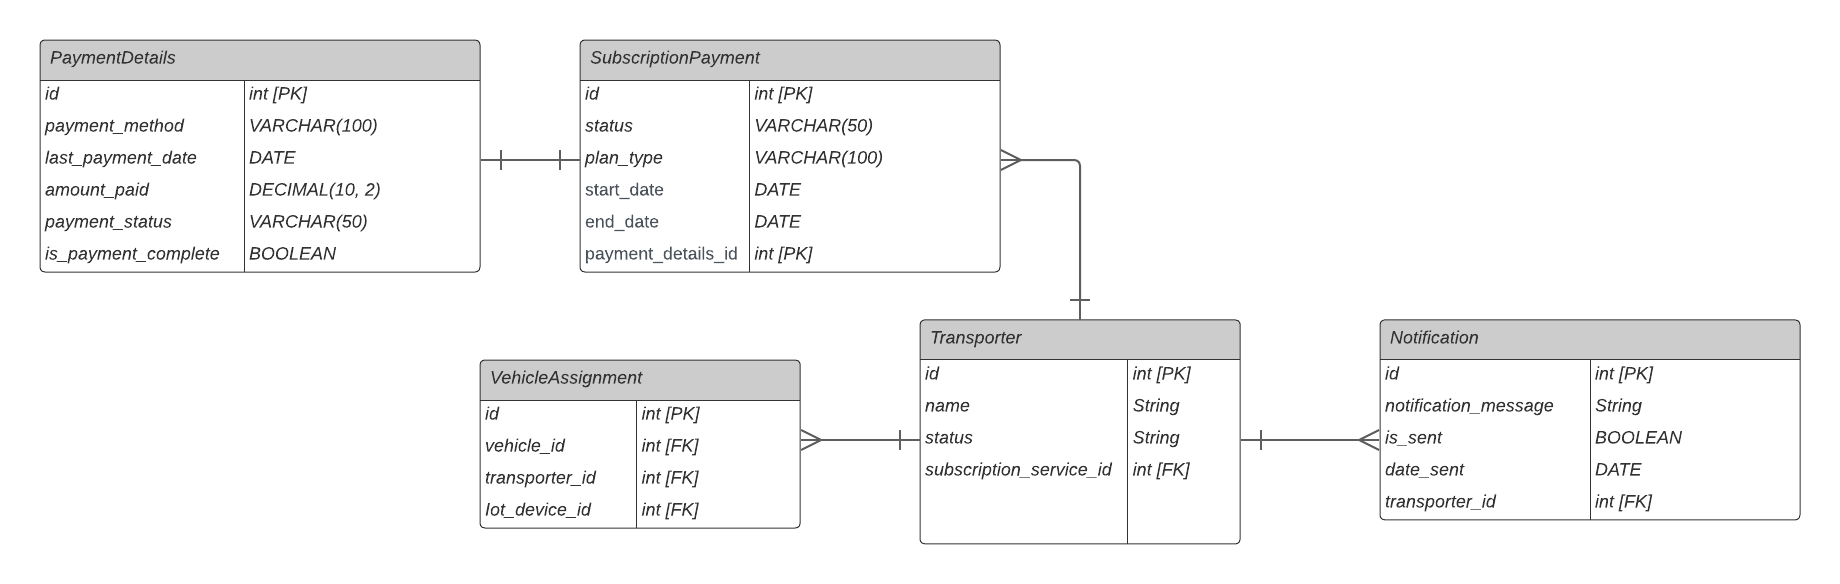 PaymentDetails
id int [PK]
payment_method VARCHAR(100)
last_payment_date DATE
amount_paid DECIMAL(10, 2)
payment_status VARCHAR(50)
is_payment_complete BOOLEAN
SubscriptionPayment
id int [PK]
status VARCHAR(50)
plan_type VARCHAR(100)
start_date DATE
end_date DATE
payment_details_id int [PK]
VehicleAssignment
id int [PK]
vehicle_id int [FK]
transporter_id int [FK]
Iot_device_id int [FK]
Transporter
id int [PK]
name String
status String
subscription_service_id int [FK]
Notification
id int [PK]
notification_message String
is_sent BOOLEAN
date_sent DATE
transporter_id int [FK]